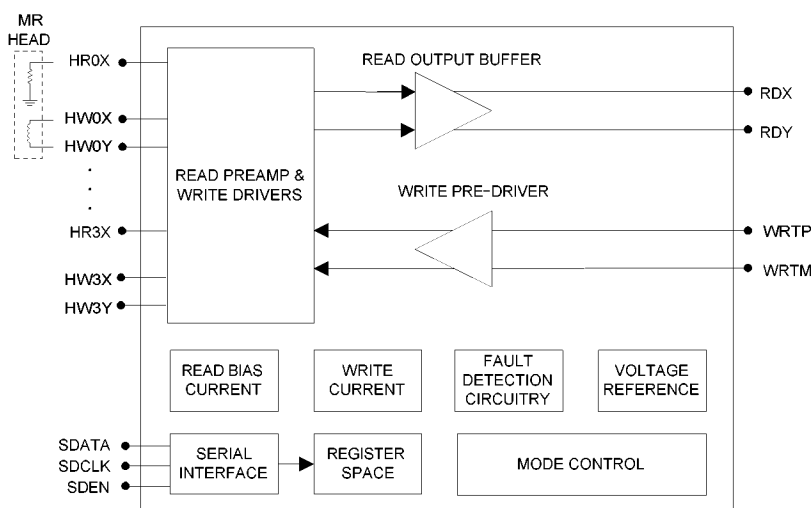 MR
HEAD
HR0X
HW0X
HW0Y
HR3X
HW3X
HW3Y
READ PREAMP &
WRITE DRIVERS
READ OUTPUT BUFFER
RDX
RDY
WRITE PRE-DRIVER
WRTP
WRTM
READ BIAS
CURRENT
WRITE
CURRENT
FAULT
DETECTION
CIRCUITRY
VOLTAGE
REFERENCE
SDATA
SDCLK
SDEN
SERIAL
INTERFACE
REGISTER
SPACE
MODE CONTROL